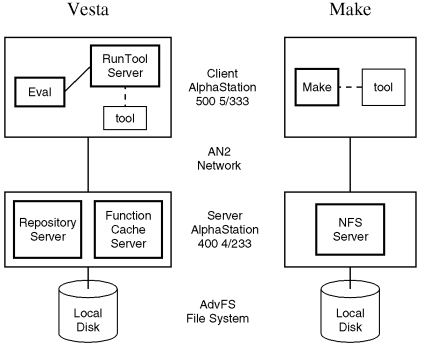 Vesta
Make
RunTool
Server
Eval
tool
Client
AlphaStation
500 5/333
Make
tool
AN2
Network
Repository
Server
Function
Cache
Server
Server
AlphaStation
400 4/233
NFS
Server
Local
Disk
AdvFS
File System
Local
Disk